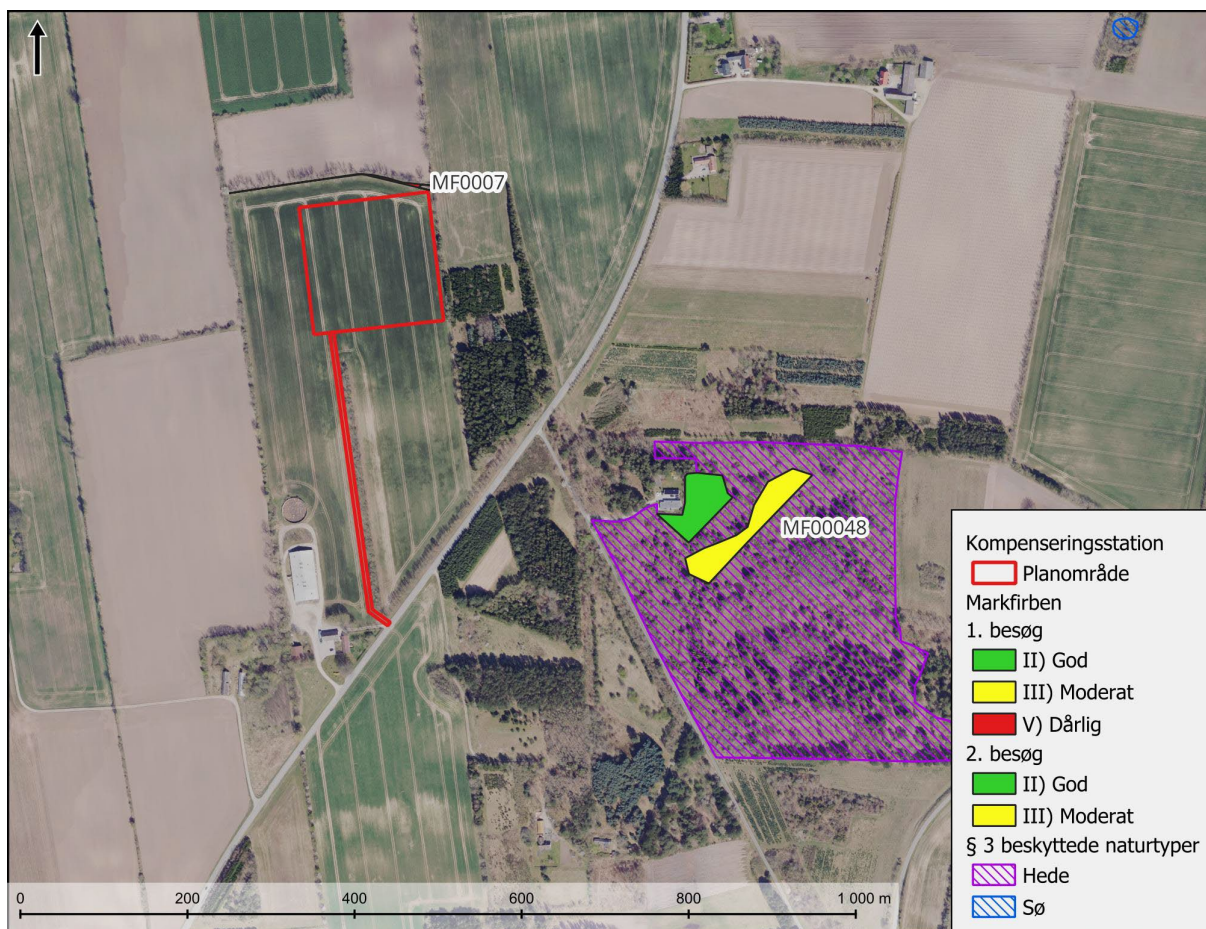 MF0007
MF00048
Kompenseringsstation
Planområde
Markfirben
1. besøg
II) God
III) Moderat
V) Dårlig
2. besøg
II) God
III) Moderat
§ 3 beskyttede naturtyper
Hede
Sø
0 200 400 600 800 1 000 m